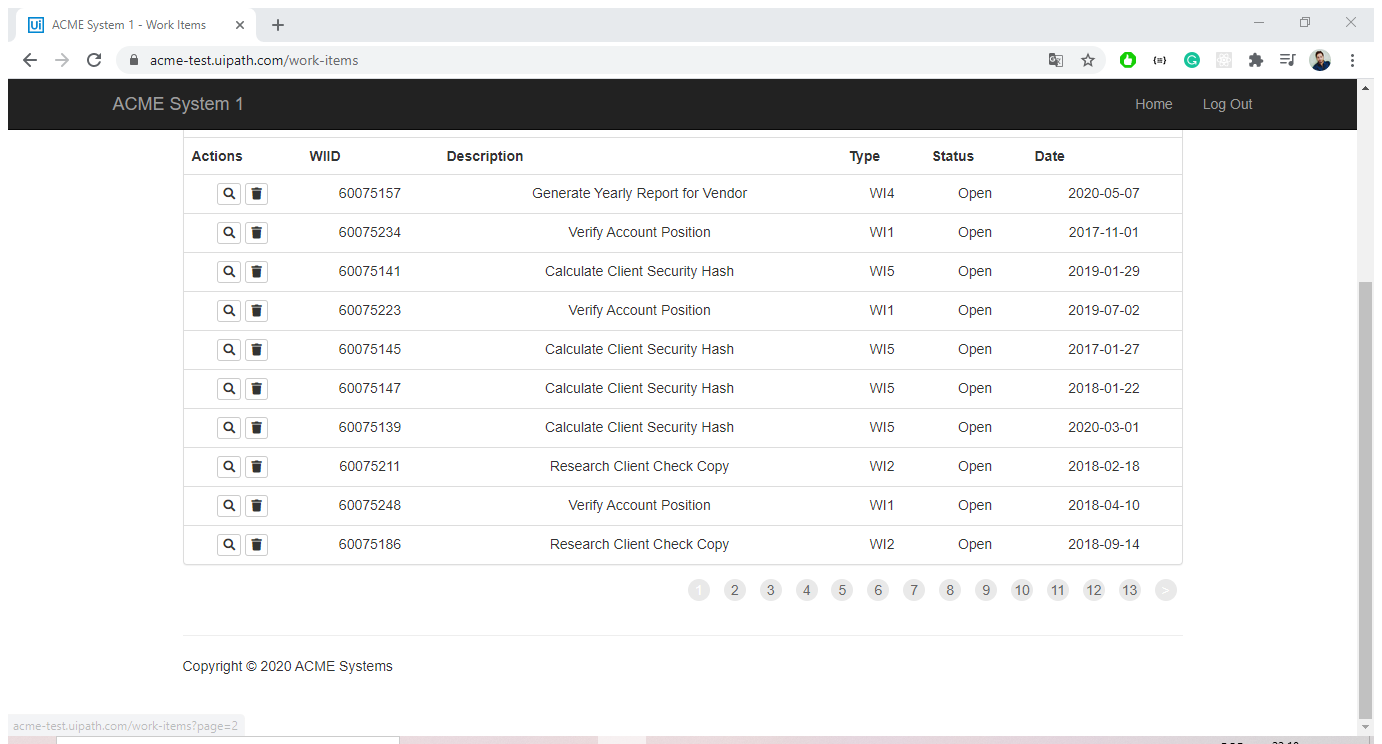 ACME System 1 - Work Items
acme-test.uipath.com/work-items
ACME System 1 Home Log Out
Actions WIID Description Type Status Date
60075157 Generate Yearly Report for Vendor WI4 Open 2020-05-07
60075234 Verify Account Position WI1 Open 2017-11-01
60075141 Calculate Client Security Hash WI5 Open 2019-01-29
60075223 Verify Account Position WI1 Open 2019-07-02
60075145 Calculate Client Security Hash WI5 Open 2017-01-27
60075147 Calculate Client Security Hash WI5 Open 2018-01-22
60075139 Calculate Client Security Hash WI5 Open 2020-03-01
60075211 Research Client Check Copy WI2 Open 2018-02-18
60075248 Verify Account Position WI1 Open 2018-04-10
60075186 Research Client Check Copy WI2 Open 2018-09-14
1 2 3 4 5 6 7 8 9 10 11 12 13 >
Copyright © 2020 ACME Systems
acme-test.uipath.com/work-items?page=2